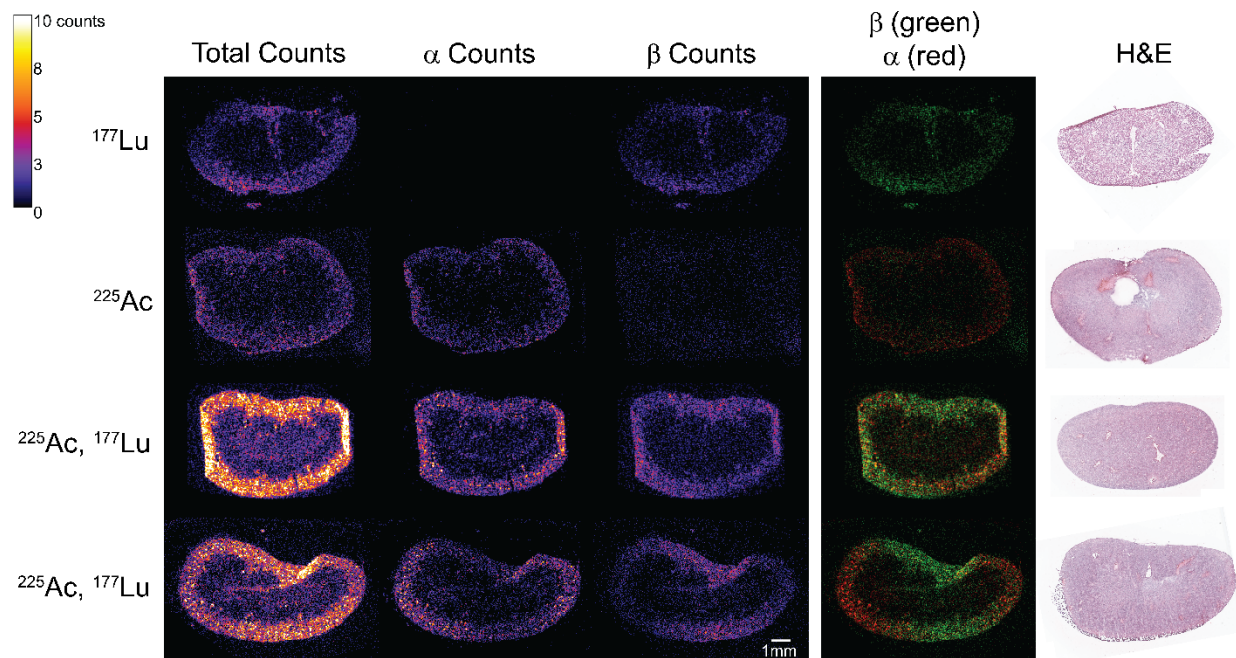 10 counts
8
5
3
0
Total Counts
α Counts
β Counts
β (green)
α (red)
H&E
¹⁷⁷Lu
²²⁵Ac
²²⁵Ac, ¹⁷⁷Lu
²²⁵Ac, ¹⁷⁷Lu
1mm